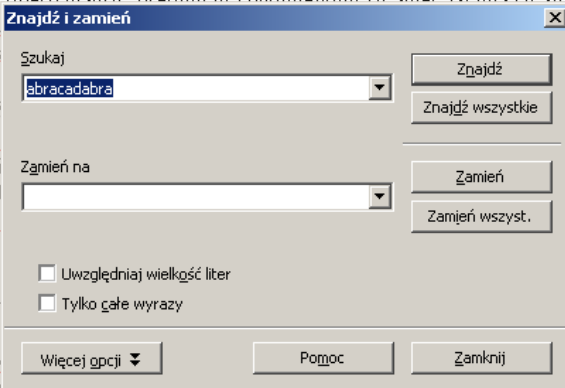 Znajdź i zamień
Szukaj
abracadabra
Znajdź
Znajdź wszystkie
Zamień na
Zamień
Zamień wszyst.
Uwzględniaj wielkość liter
Tylko całe wyrazy
Więcej opcji
Pomoc
Zamknij